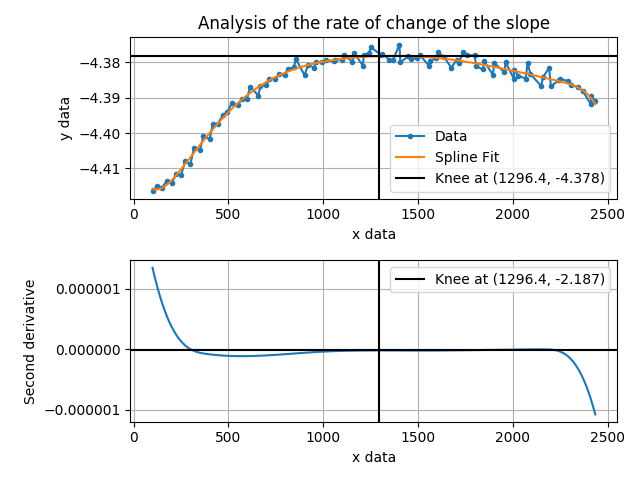 Analysis of the rate of change of the slope
y data
−4.38
−4.39
−4.40
−4.41
Data
Spline Fit
Knee at (1296.4, -4.378)
0 500 1000 1500 2000 2500
x data
Second derivative
0.000001
0.000000
−0.000001
Knee at (1296.4, -2.187)
0 500 1000 1500 2000 2500
x data